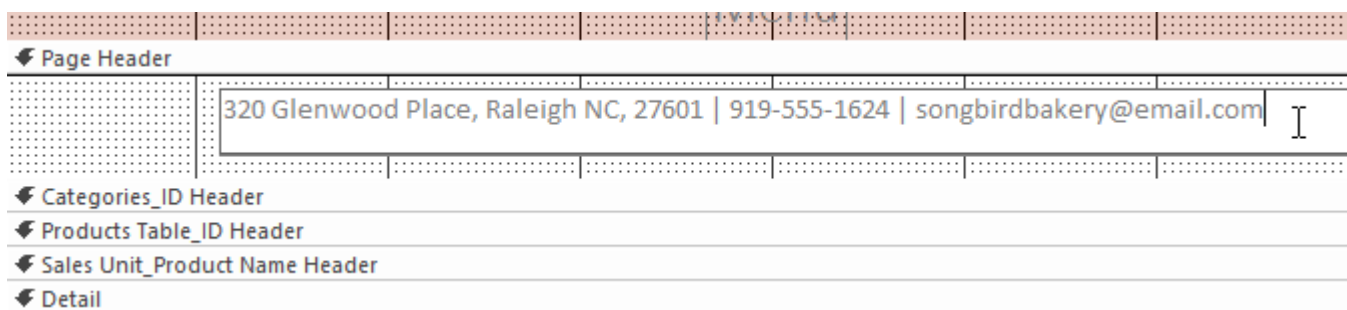 Menu
Page Header
320 Glenwood Place, Raleigh NC, 27601 | 919-555-1624 | songbirdbakery@email.com
Categories_ID Header
Products Table_ID Header
Sales Unit_Product Name Header
Detail